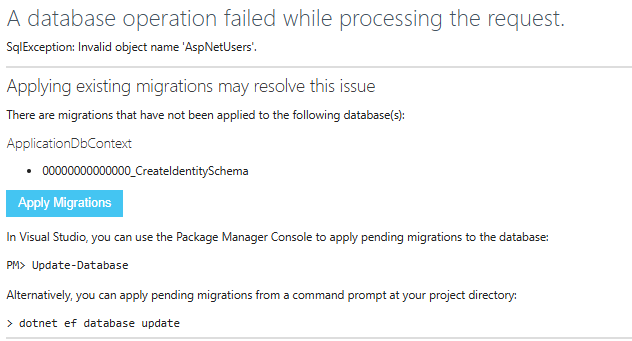 A database operation failed while processing the request.
SqlException: Invalid object name 'AspNetUsers'.
Applying existing migrations may resolve this issue
There are migrations that have not been applied to the following database(s):
ApplicationDbContext
• 00000000000000_CreateIdentitySchema
Apply Migrations
In Visual Studio, you can use the Package Manager Console to apply pending migrations to the database:
PM> Update-Database
Alternatively, you can apply pending migrations from a command prompt at your project directory:
> dotnet ef database update